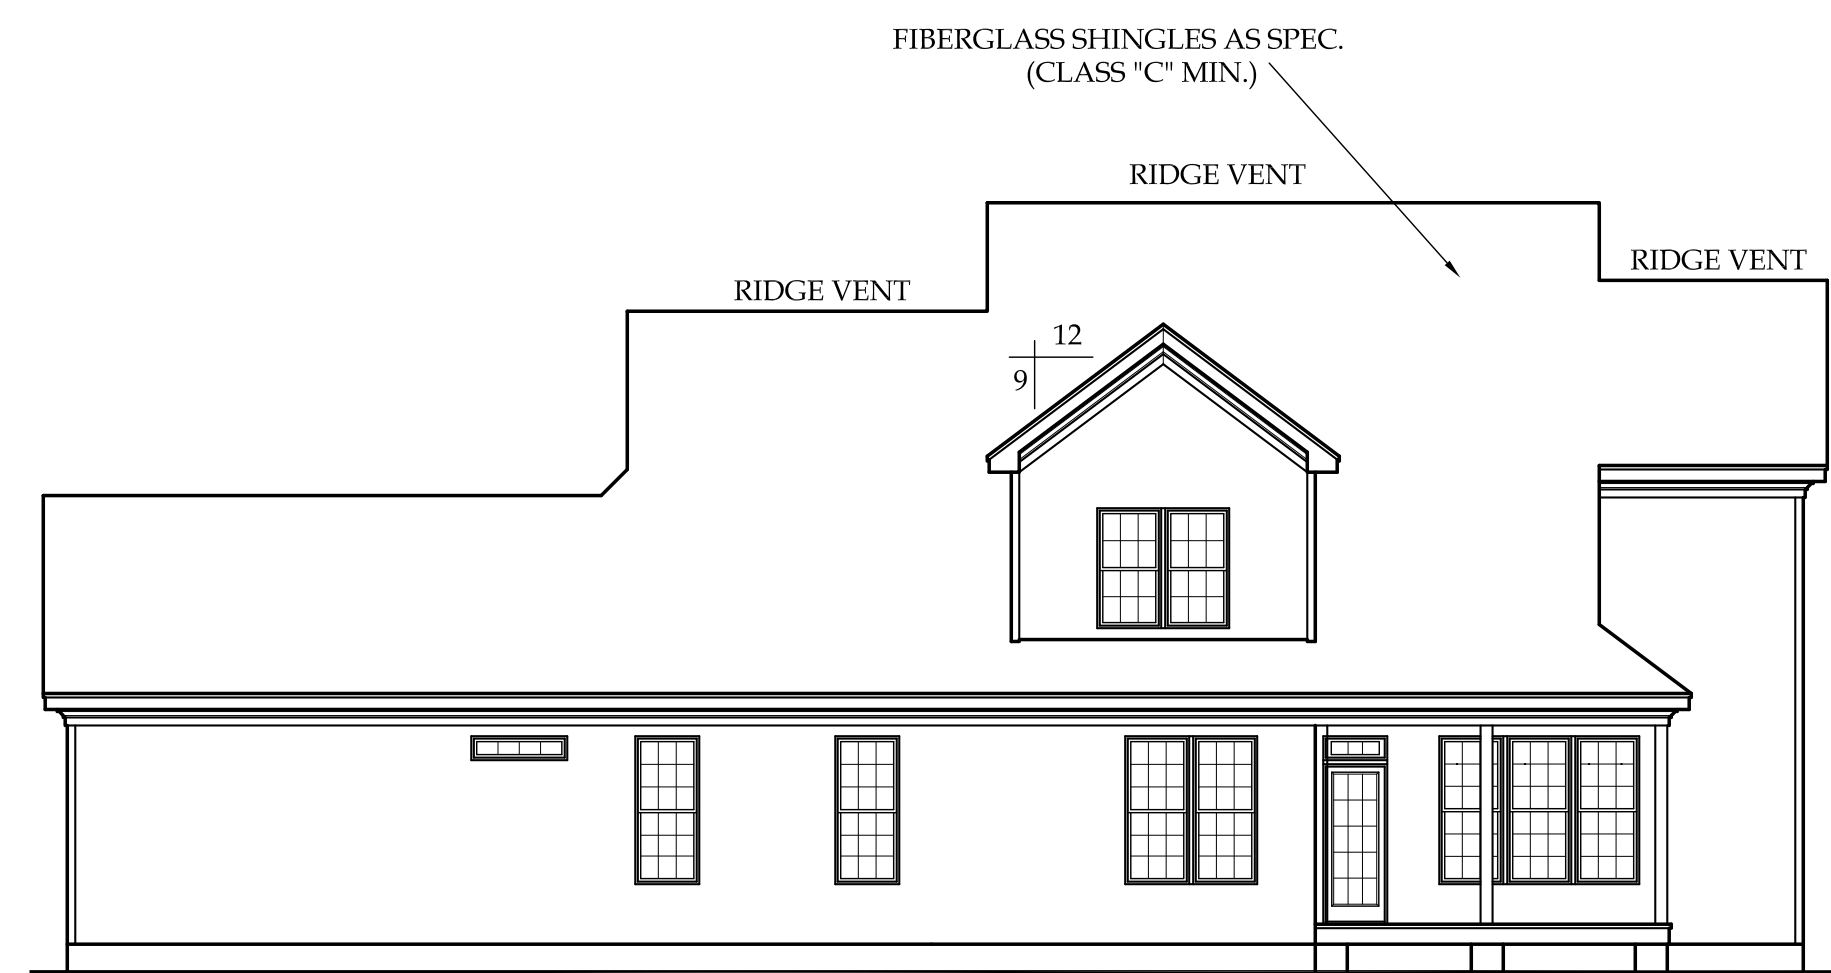 FIBERGLASS SHINGLES AS SPEC.
(CLASS "C" MIN.)
RIDGE VENT
RIDGE VENT
RIDGE VENT
12
9